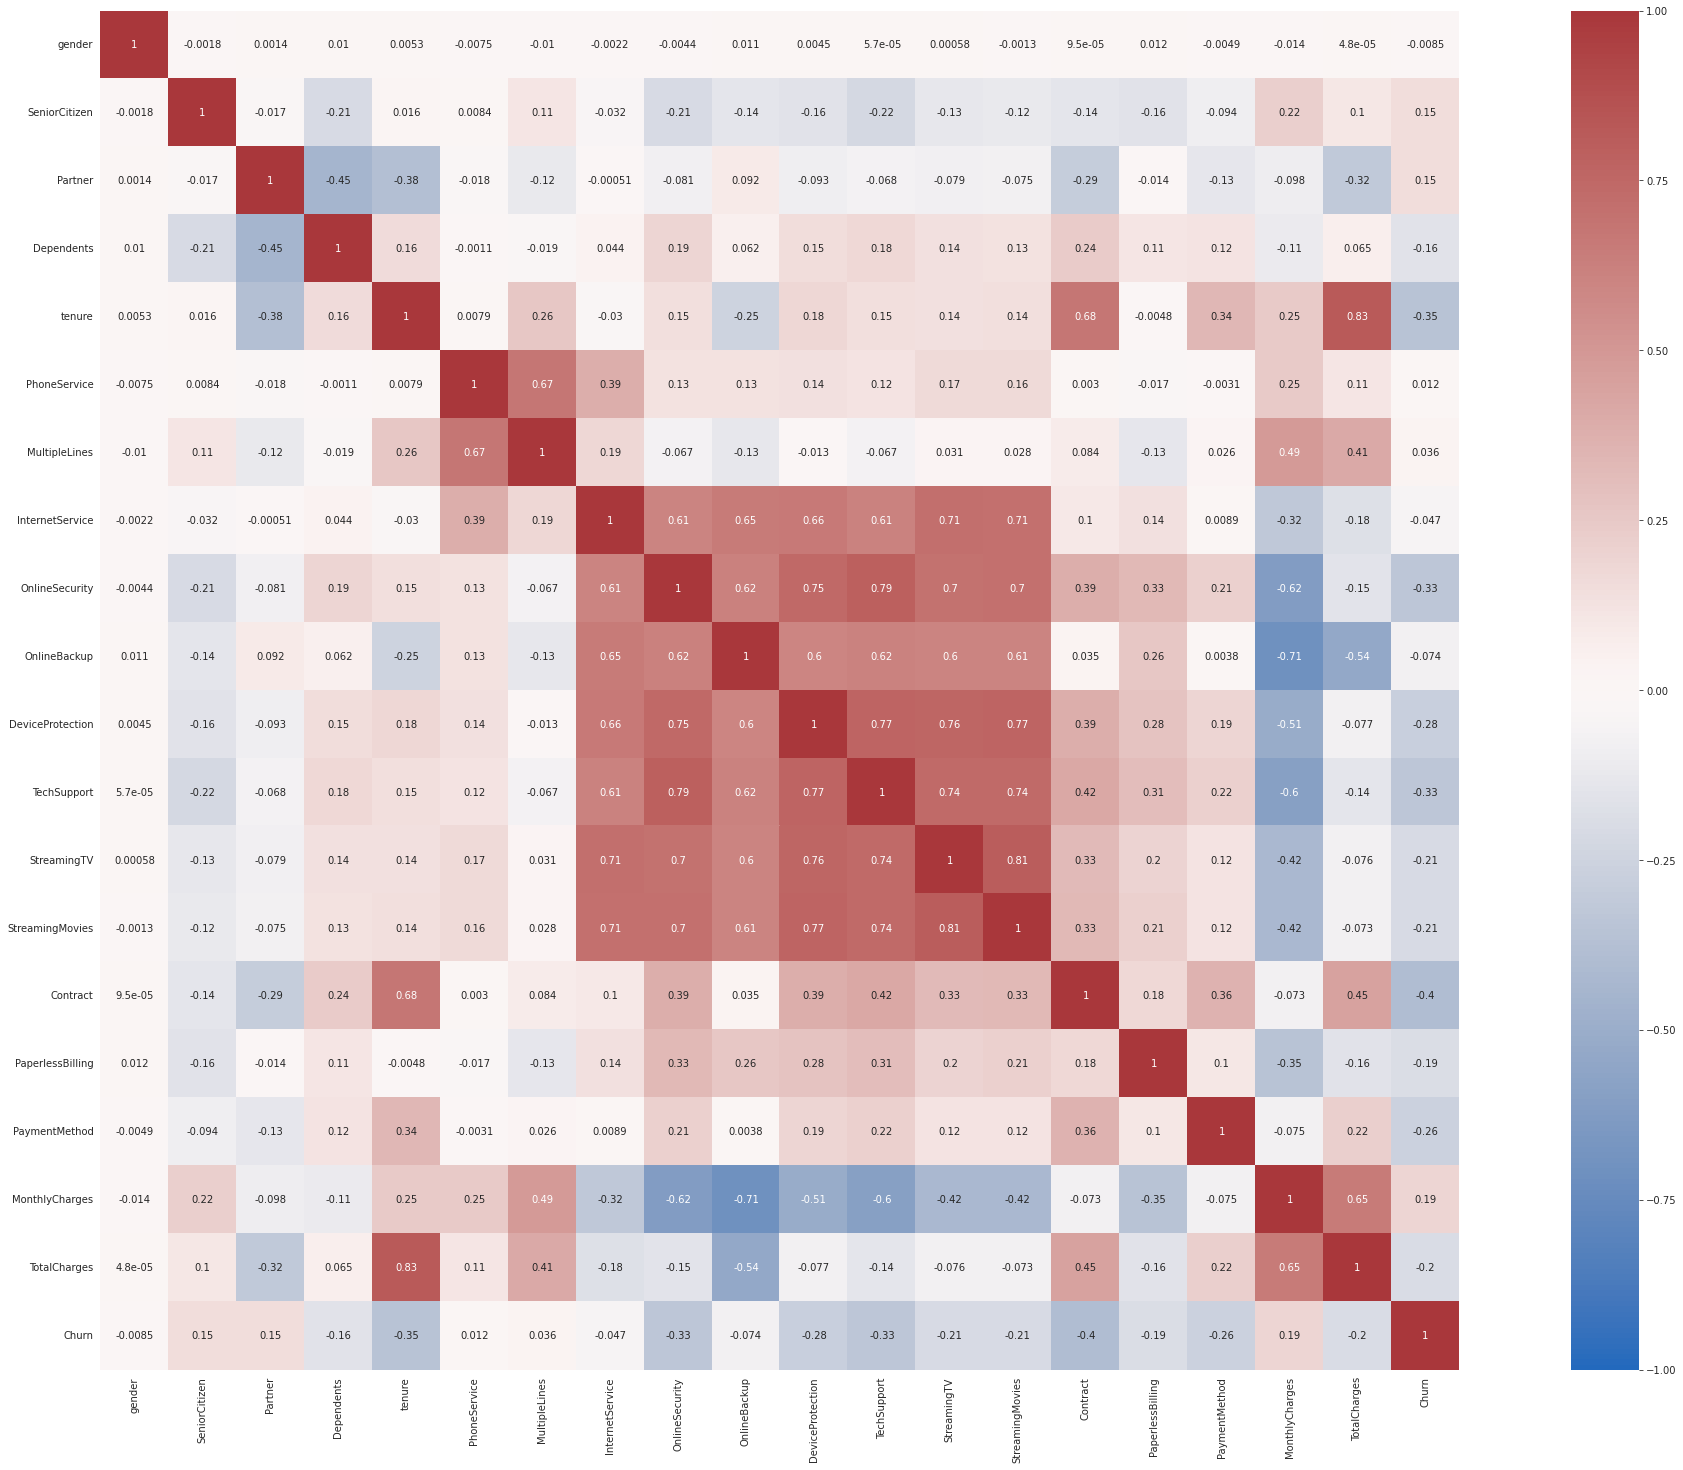 gender 1 -0.0018 0.0014 0.01 0.0053 -0.0075 -0.01 -0.0022 -0.0044 0.011 0.0045 5.7e-05 0.00058 -0.0013 9.5e-05 0.012 -0.0049 -0.014 4.8e-05 -0.0085
SeniorCitizen -0.0018 1 -0.017 -0.21 0.016 0.0084 0.11 -0.032 -0.21 -0.14 -0.16 -0.22 -0.13 -0.12 -0.14 -0.16 -0.094 0.22 0.1 0.15
Partner 0.0014 -0.017 1 -0.45 -0.38 -0.018 -0.12 -0.00051 -0.081 0.092 -0.093 -0.068 -0.079 -0.075 -0.29 -0.014 -0.13 -0.098 -0.32 0.15
Dependents 0.01 -0.21 -0.45 1 0.16 -0.0011 -0.019 0.044 0.19 0.062 0.15 0.18 0.14 0.13 0.24 0.11 0.12 -0.11 0.065 -0.16
tenure 0.0053 0.016 -0.38 0.16 1 0.0079 0.26 -0.03 0.15 -0.25 0.18 0.15 0.14 0.14 0.68 -0.0048 0.34 0.25 0.83 -0.35
PhoneService -0.0075 0.0084 -0.018 -0.0011 0.0079 1 0.67 0.39 0.13 0.13 0.14 0.12 0.17 0.16 0.003 -0.017 -0.0031 0.25 0.11 0.012
MultipleLines -0.01 0.11 -0.12 -0.019 0.26 0.67 1 0.19 -0.067 -0.13 -0.013 -0.067 0.031 0.028 0.084 -0.13 0.026 0.49 0.41 0.036
InternetService -0.0022 -0.032 -0.00051 0.044 -0.03 0.39 0.19 1 0.61 0.65 0.66 0.61 0.71 0.71 0.1 0.14 0.0089 -0.32 -0.18 -0.047
OnlineSecurity -0.0044 -0.21 -0.081 0.19 0.15 0.13 -0.067 0.61 1 0.62 0.75 0.79 0.7 0.7 0.39 0.33 0.21 -0.62 -0.15 -0.33
OnlineBackup 0.011 -0.14 0.092 0.062 -0.25 0.13 -0.13 0.65 0.62 1 0.6 0.62 0.6 0.61 0.035 0.26 0.0038 -0.71 -0.54 -0.074
DeviceProtection 0.0045 -0.16 -0.093 0.15 0.18 0.14 -0.013 0.66 0.75 0.6 1 0.77 0.76 0.77 0.39 0.28 0.19 -0.51 -0.077 -0.28
TechSupport 5.7e-05 -0.22 -0.068 0.18 0.15 0.12 -0.067 0.61 0.79 0.62 0.77 1 0.74 0.74 0.42 0.31 0.22 -0.6 -0.14 -0.33
StreamingTV 0.00058 -0.13 -0.079 0.14 0.14 0.17 0.031 0.71 0.7 0.6 0.76 0.74 1 0.81 0.33 0.2 0.12 -0.42 -0.076 -0.21
StreamingMovies -0.0013 -0.12 -0.075 0.13 0.14 0.16 0.028 0.71 0.7 0.61 0.77 0.74 0.81 1 0.33 0.21 0.12 -0.42 -0.073 -0.21
Contract 9.5e-05 -0.14 -0.29 0.24 0.68 0.003 0.084 0.1 0.39 0.035 0.39 0.42 0.33 0.33 1 0.18 0.36 -0.073 0.45 -0.4
PaperlessBilling 0.012 -0.16 -0.014 0.11 -0.0048 -0.017 -0.13 0.14 0.33 0.26 0.28 0.31 0.2 0.21 0.18 1 0.1 -0.35 -0.16 -0.19
PaymentMethod -0.0049 -0.094 -0.13 0.12 0.34 -0.0031 0.026 0.0089 0.21 0.0038 0.19 0.22 0.12 0.12 0.36 0.1 1 -0.075 0.22 -0.26
MonthlyCharges -0.014 0.22 -0.098 -0.11 0.25 0.25 0.49 -0.32 -0.62 -0.71 -0.51 -0.6 -0.42 -0.42 -0.073 -0.35 -0.075 1 0.65 0.19
TotalCharges 4.8e-05 0.1 -0.32 0.065 0.83 0.11 0.41 -0.18 -0.15 -0.54 -0.077 -0.14 -0.076 -0.073 0.45 -0.16 0.22 0.65 1 -0.2
Churn -0.0085 0.15 0.15 -0.16 -0.35 0.012 0.036 -0.047 -0.33 -0.074 -0.28 -0.33 -0.21 -0.21 -0.4 -0.19 -0.26 0.19 -0.2 1
gender SeniorCitizen Partner Dependents tenure PhoneService MultipleLines InternetService OnlineSecurity OnlineBackup DeviceProtection TechSupport StreamingTV StreamingMovies Contract PaperlessBilling PaymentMethod MonthlyCharges TotalCharges Churn
1.00
0.75
0.50
0.25
0.00
−0.25
−0.50
−0.75
−1.00